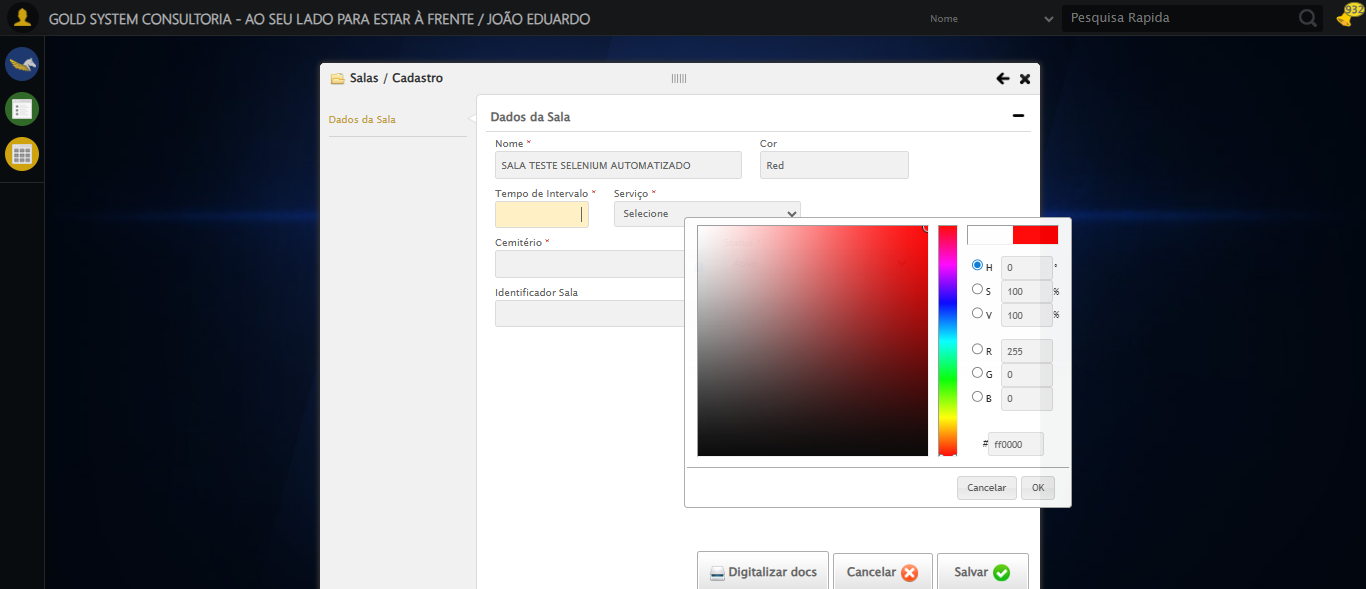 GOLD SYSTEM CONSULTORIA - AO SEU LADO PARA ESTAR À FRENTE / JOÃO EDUARDO
Nome
Pesquisa Rapida
932
Salas / Cadastro
Dados da Sala
Dados da Sala
Nome *
Cor
SALA TESTE SELENIUM AUTOMATIZADO
Red
Tempo de Intervalo *
Serviço *
Selecione
Cemitério *
Identificador Sala
H 0 °
S 100 %
V 100 %
R 255
G 0
B 0
# ff0000
Cancelar
OK
Digitalizar docs
Cancelar
Salvar